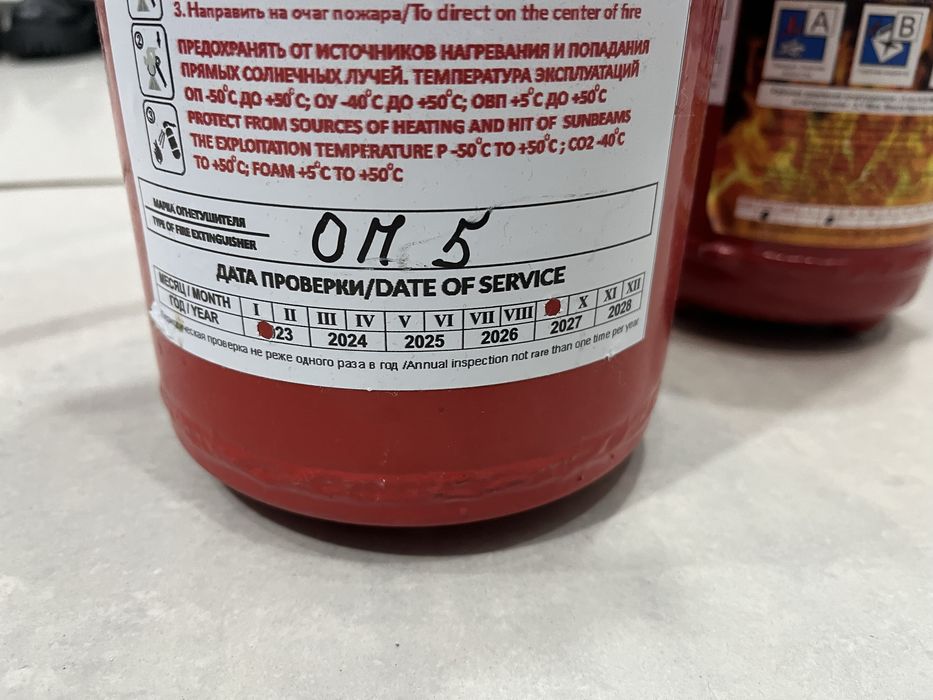 3. Направить на очаг пожара/To direct on the center of fire
ПРЕДОХРАНЯТЬ ОТ ИСТОЧНИКОВ НАГРЕВАНИЯ И ПОПАДАНИЯ
ПРЯМЫХ СОЛНЕЧНЫХ ЛУЧЕЙ. ТЕМПЕРАТУРА ЭКСПЛУАТАЦИЙ
ОП -50°С ДО +50°С; ОУ -40°С ДО +50°С; ОВП +5°С ДО +50°С
PROTECT FROM SOURCES OF HEATING AND HIT OF SUNBEAMS
THE EXPLOITATION TEMPERATURE P -50°C TO +50°C ; CO2 -40°C
TO +50°C; FOAM +5°C TO +50°C
2
3
МАРКА ОГНЕТУШИТЕЛЯ
TYPE OF FIRE EXTINGUISHER
ОП 5
ДАТА ПРОВЕРКИ/DATE OF SERVICE
МЕСЯЦ / MONTH I II III IV V VI VII VIII X XI XII
ГОД / YEAR 23 2024 2025 2026 2027 2028
проверка не реже одного раза в год /Annual inspection not rare than one time per year
A
B